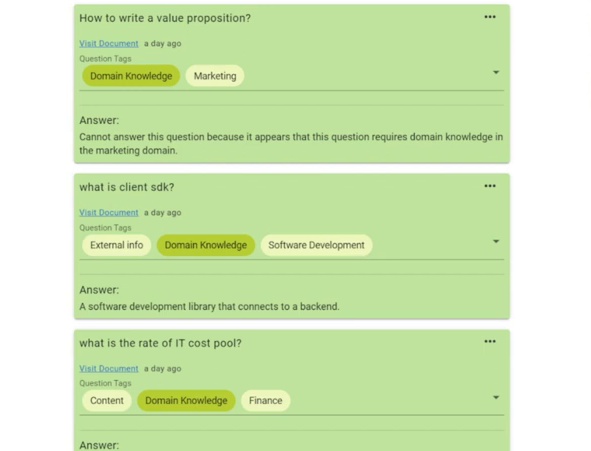 How to write a value proposition?
Visit Document a day ago
Question Tags
Domain Knowledge Marketing
Answer:
Cannot answer this question because it appears that this question requires domain knowledge in
the marketing domain.
what is client sdk?
Visit Document a day ago
Question Tags
External info Domain Knowledge Software Development
Answer:
A software development library that connects to a backend.
what is the rate of IT cost pool?
Visit Document a day ago
Question Tags
Content Domain Knowledge Finance
Answer: